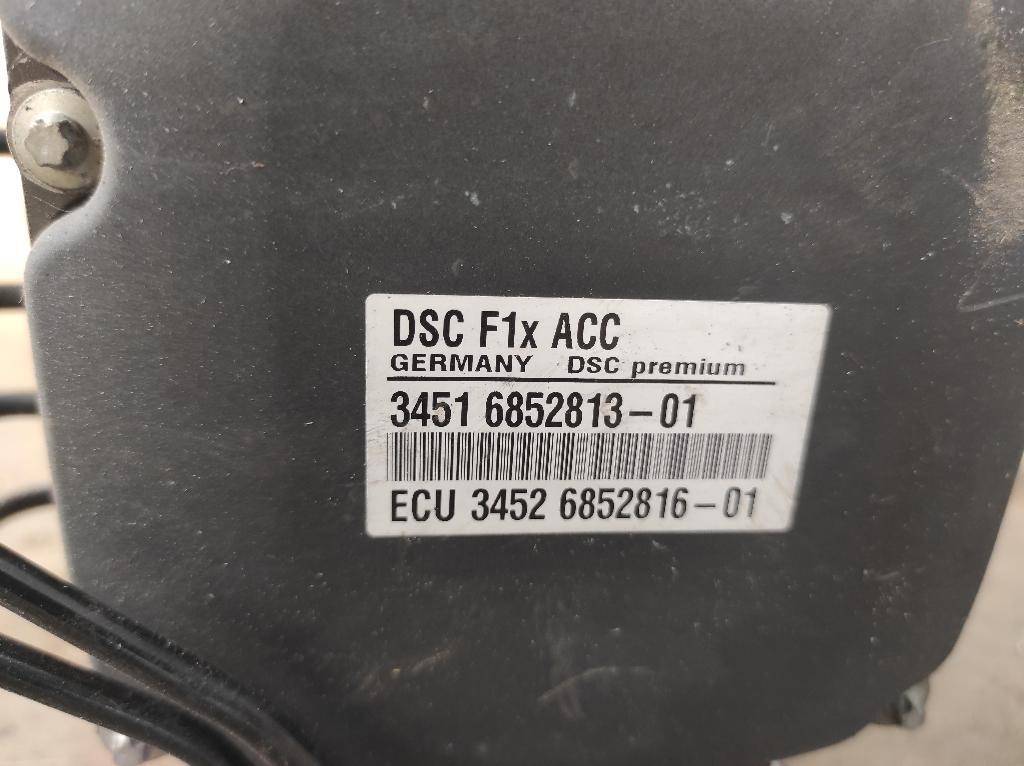 DSC F1x ACC
GERMANY DSC premium
3451 6852813-01
ECU 3452 6852816-01